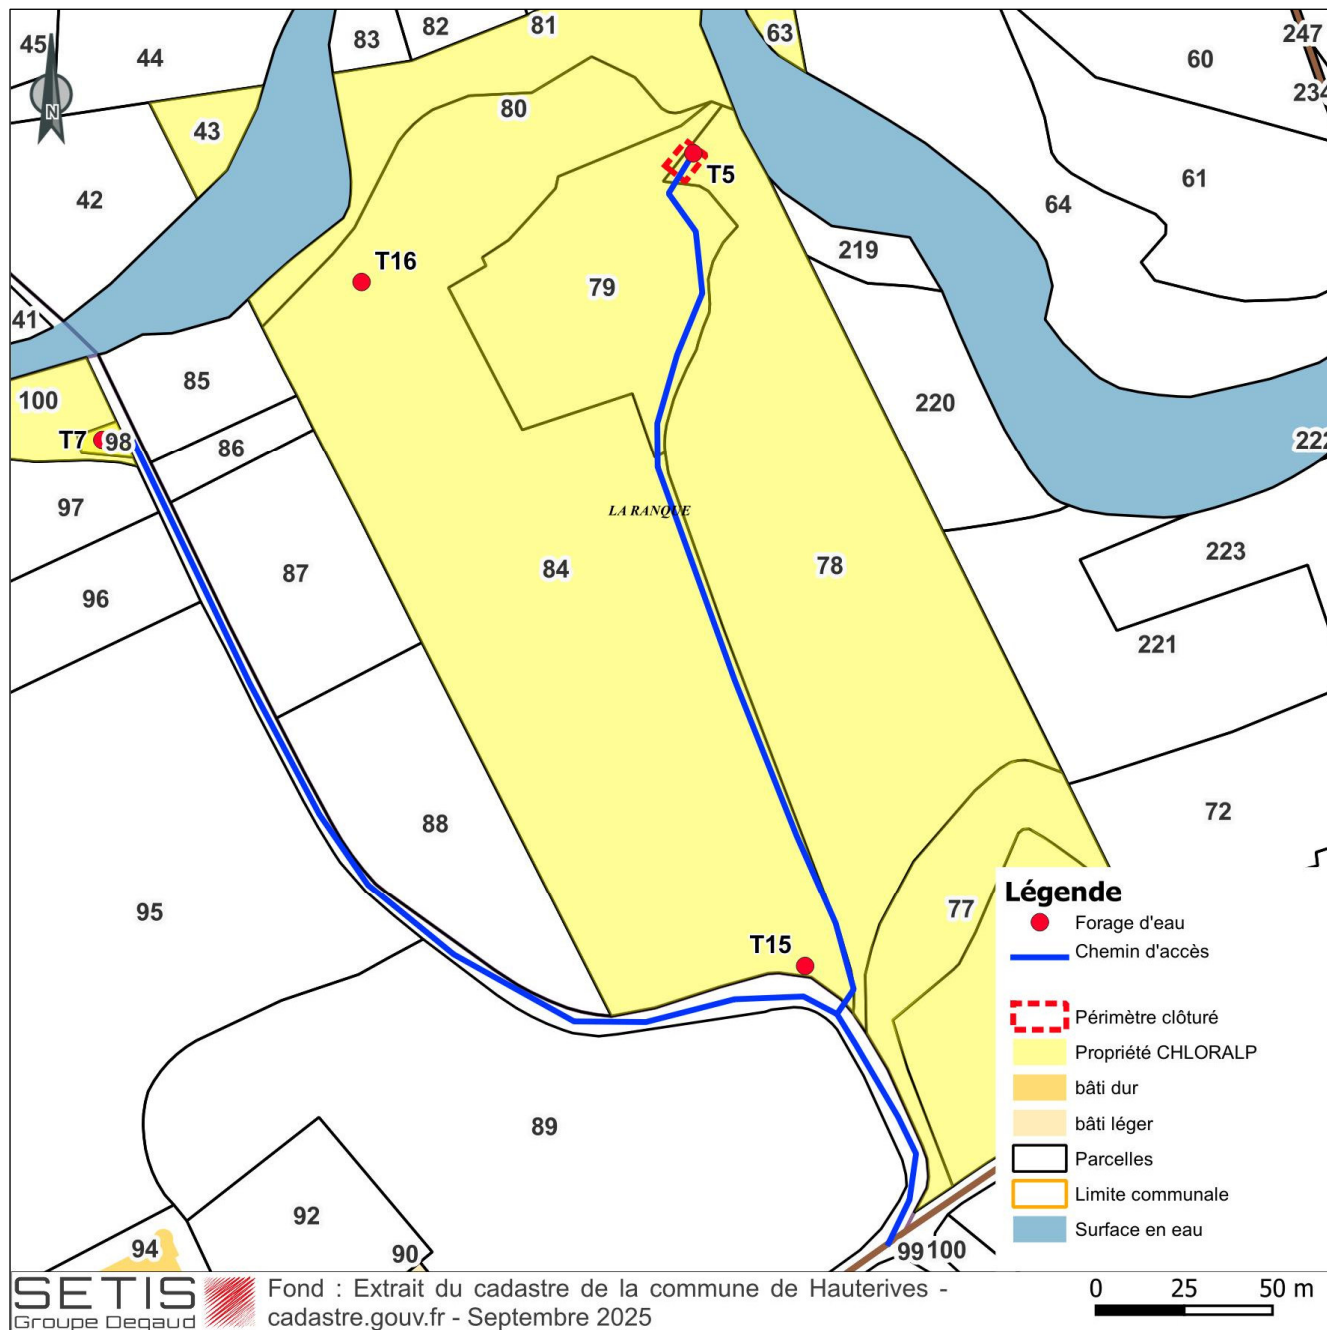 45
44
83
82
81
63
60
247
234
N
43
80
42
T5
64
61
T16
79
219
41
85
100
T7
98
86
220
222
97
LA RANQUE
96
87
84
78
223
221
88
72
95
77
T15
89
92
94
90
99
100
Légende
Forage d'eau
Chemin d'accès
Périmètre clôturé
Propriété CHLORALP
bâti dur
bâti léger
Parcelles
Limite communale
Surface en eau
SETIS
Groupe Degaud
Fond : Extrait du cadastre de la commune de Hauterives -
cadastre.gouv.fr - Septembre 2025
0 25 50 m